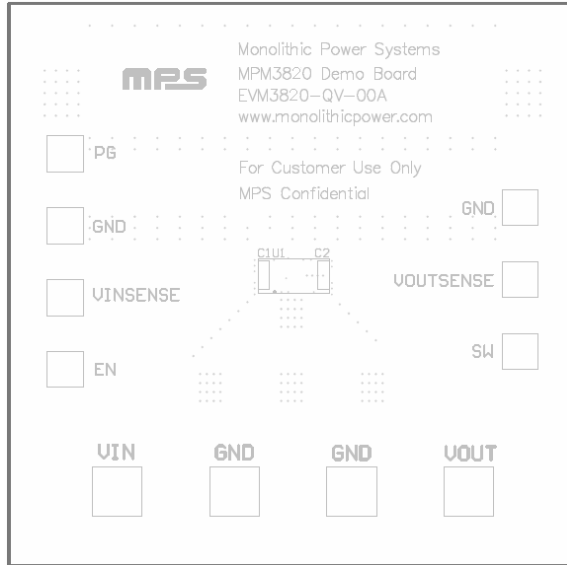 mps
Monolithic Power Systems
MPM3820 Demo Board
EVM3820-QV-00A
www.monolithicpower.com
PG
For Customer Use Only
MPS Confidential
GND
GND
C1U1 C2
VINSENSE
VOUTSENSE
EN
SW
VIN GND GND VOUT